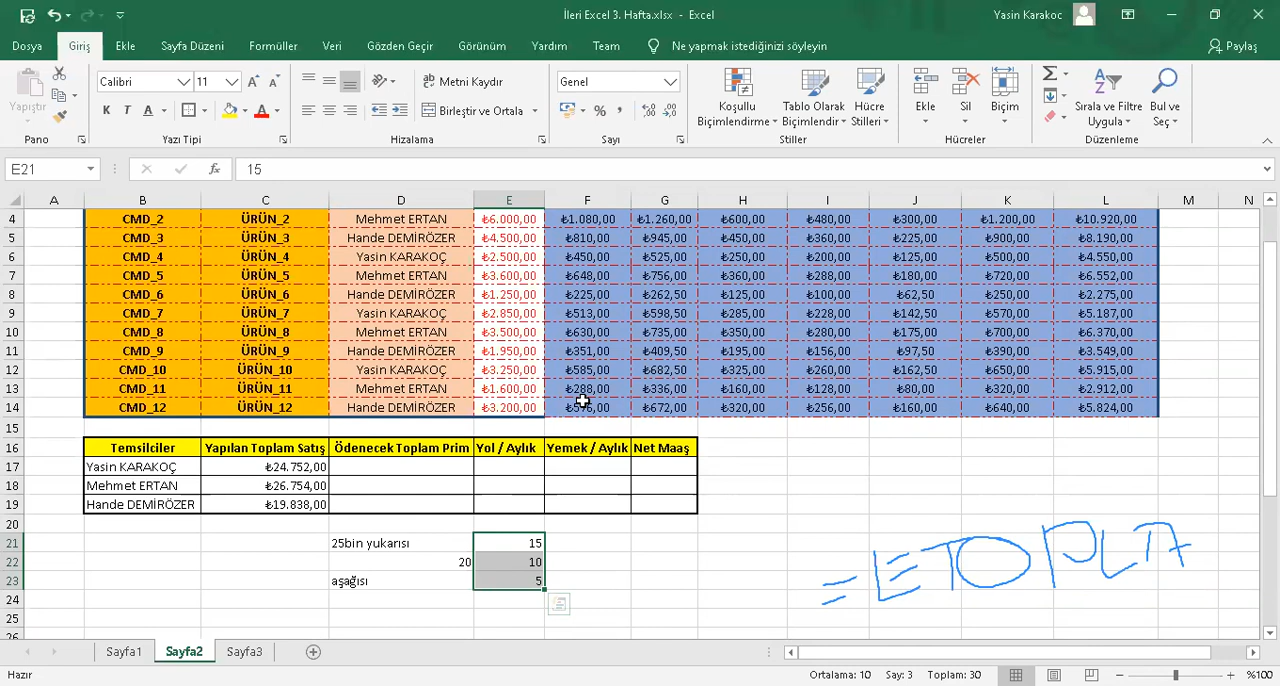 İleri Excel 3. Hafta.xlsx - Excel
Yasin Karakoc
Dosya Giriş Ekle Sayfa Düzeni Formüller Veri Gözden Geçir Görünüm Yardım Team Ne yapmak istediğinizi söyleyin Paylaş
Yapıştır
Calibri 11
K T A
Metni Kaydır
Birleştir ve Ortala
Genel
Koşullu Biçimlendirme
Tablo Olarak Biçimlendir
Hücre Stilleri
Ekle Sil Biçim
Sırala ve Filtre Uygula
Bul ve Seç
Pano Yazı Tipi Hizalama Sayı Stiller Hücreler Düzenleme
E21 fx 15
A B C D E F G H I J K L M N
4 CMD_2 ÜRÜN_2 Mehmet ERTAN ₺6.000,00 ₺1.080,00 ₺1.260,00 ₺600,00 ₺480,00 ₺300,00 ₺1.200,00 ₺10.920,00
5 CMD_3 ÜRÜN_3 Hande DEMİRÖZER ₺4.500,00 ₺810,00 ₺945,00 ₺450,00 ₺360,00 ₺225,00 ₺900,00 ₺8.190,00
6 CMD_4 ÜRÜN_4 Yasin KARAKOÇ ₺2.500,00 ₺450,00 ₺525,00 ₺250,00 ₺200,00 ₺125,00 ₺500,00 ₺4.550,00
7 CMD_5 ÜRÜN_5 Mehmet ERTAN ₺3.600,00 ₺648,00 ₺756,00 ₺360,00 ₺288,00 ₺180,00 ₺720,00 ₺6.552,00
8 CMD_6 ÜRÜN_6 Hande DEMİRÖZER ₺1.250,00 ₺225,00 ₺262,50 ₺125,00 ₺100,00 ₺62,50 ₺250,00 ₺2.275,00
9 CMD_7 ÜRÜN_7 Yasin KARAKOÇ ₺2.850,00 ₺513,00 ₺598,50 ₺285,00 ₺228,00 ₺142,50 ₺570,00 ₺5.187,00
10 CMD_8 ÜRÜN_8 Mehmet ERTAN ₺3.500,00 ₺630,00 ₺735,00 ₺350,00 ₺280,00 ₺175,00 ₺700,00 ₺6.370,00
11 CMD_9 ÜRÜN_9 Hande DEMİRÖZER ₺1.950,00 ₺351,00 ₺409,50 ₺195,00 ₺156,00 ₺97,50 ₺390,00 ₺3.549,00
12 CMD_10 ÜRÜN_10 Yasin KARAKOÇ ₺3.250,00 ₺585,00 ₺682,50 ₺325,00 ₺260,00 ₺162,50 ₺650,00 ₺5.915,00
13 CMD_11 ÜRÜN_11 Mehmet ERTAN ₺1.600,00 ₺288,00 ₺336,00 ₺160,00 ₺128,00 ₺80,00 ₺320,00 ₺2.912,00
14 CMD_12 ÜRÜN_12 Hande DEMİRÖZER ₺3.200,00 ₺672,00 ₺320,00 ₺256,00 ₺160,00 ₺640,00 ₺5.824,00
15
16 Temsilciler Yapılan Toplam Satış Ödenecek Toplam Prim Yol / Aylık Yemek / Aylık Net Maaş
17 Yasin KARAKOÇ ₺24.752,00
18 Mehmet ERTAN ₺26.754,00
19 Hande DEMİRÖZER ₺19.838,00
20
21 25bin yukarısı 15
22 20 10
23 aşağısı 5
24
25
26
=ETOPLA
Sayfa1 Sayfa2 Sayfa3
Hazır Ortalama: 10 Say: 3 Toplam: 30 %100